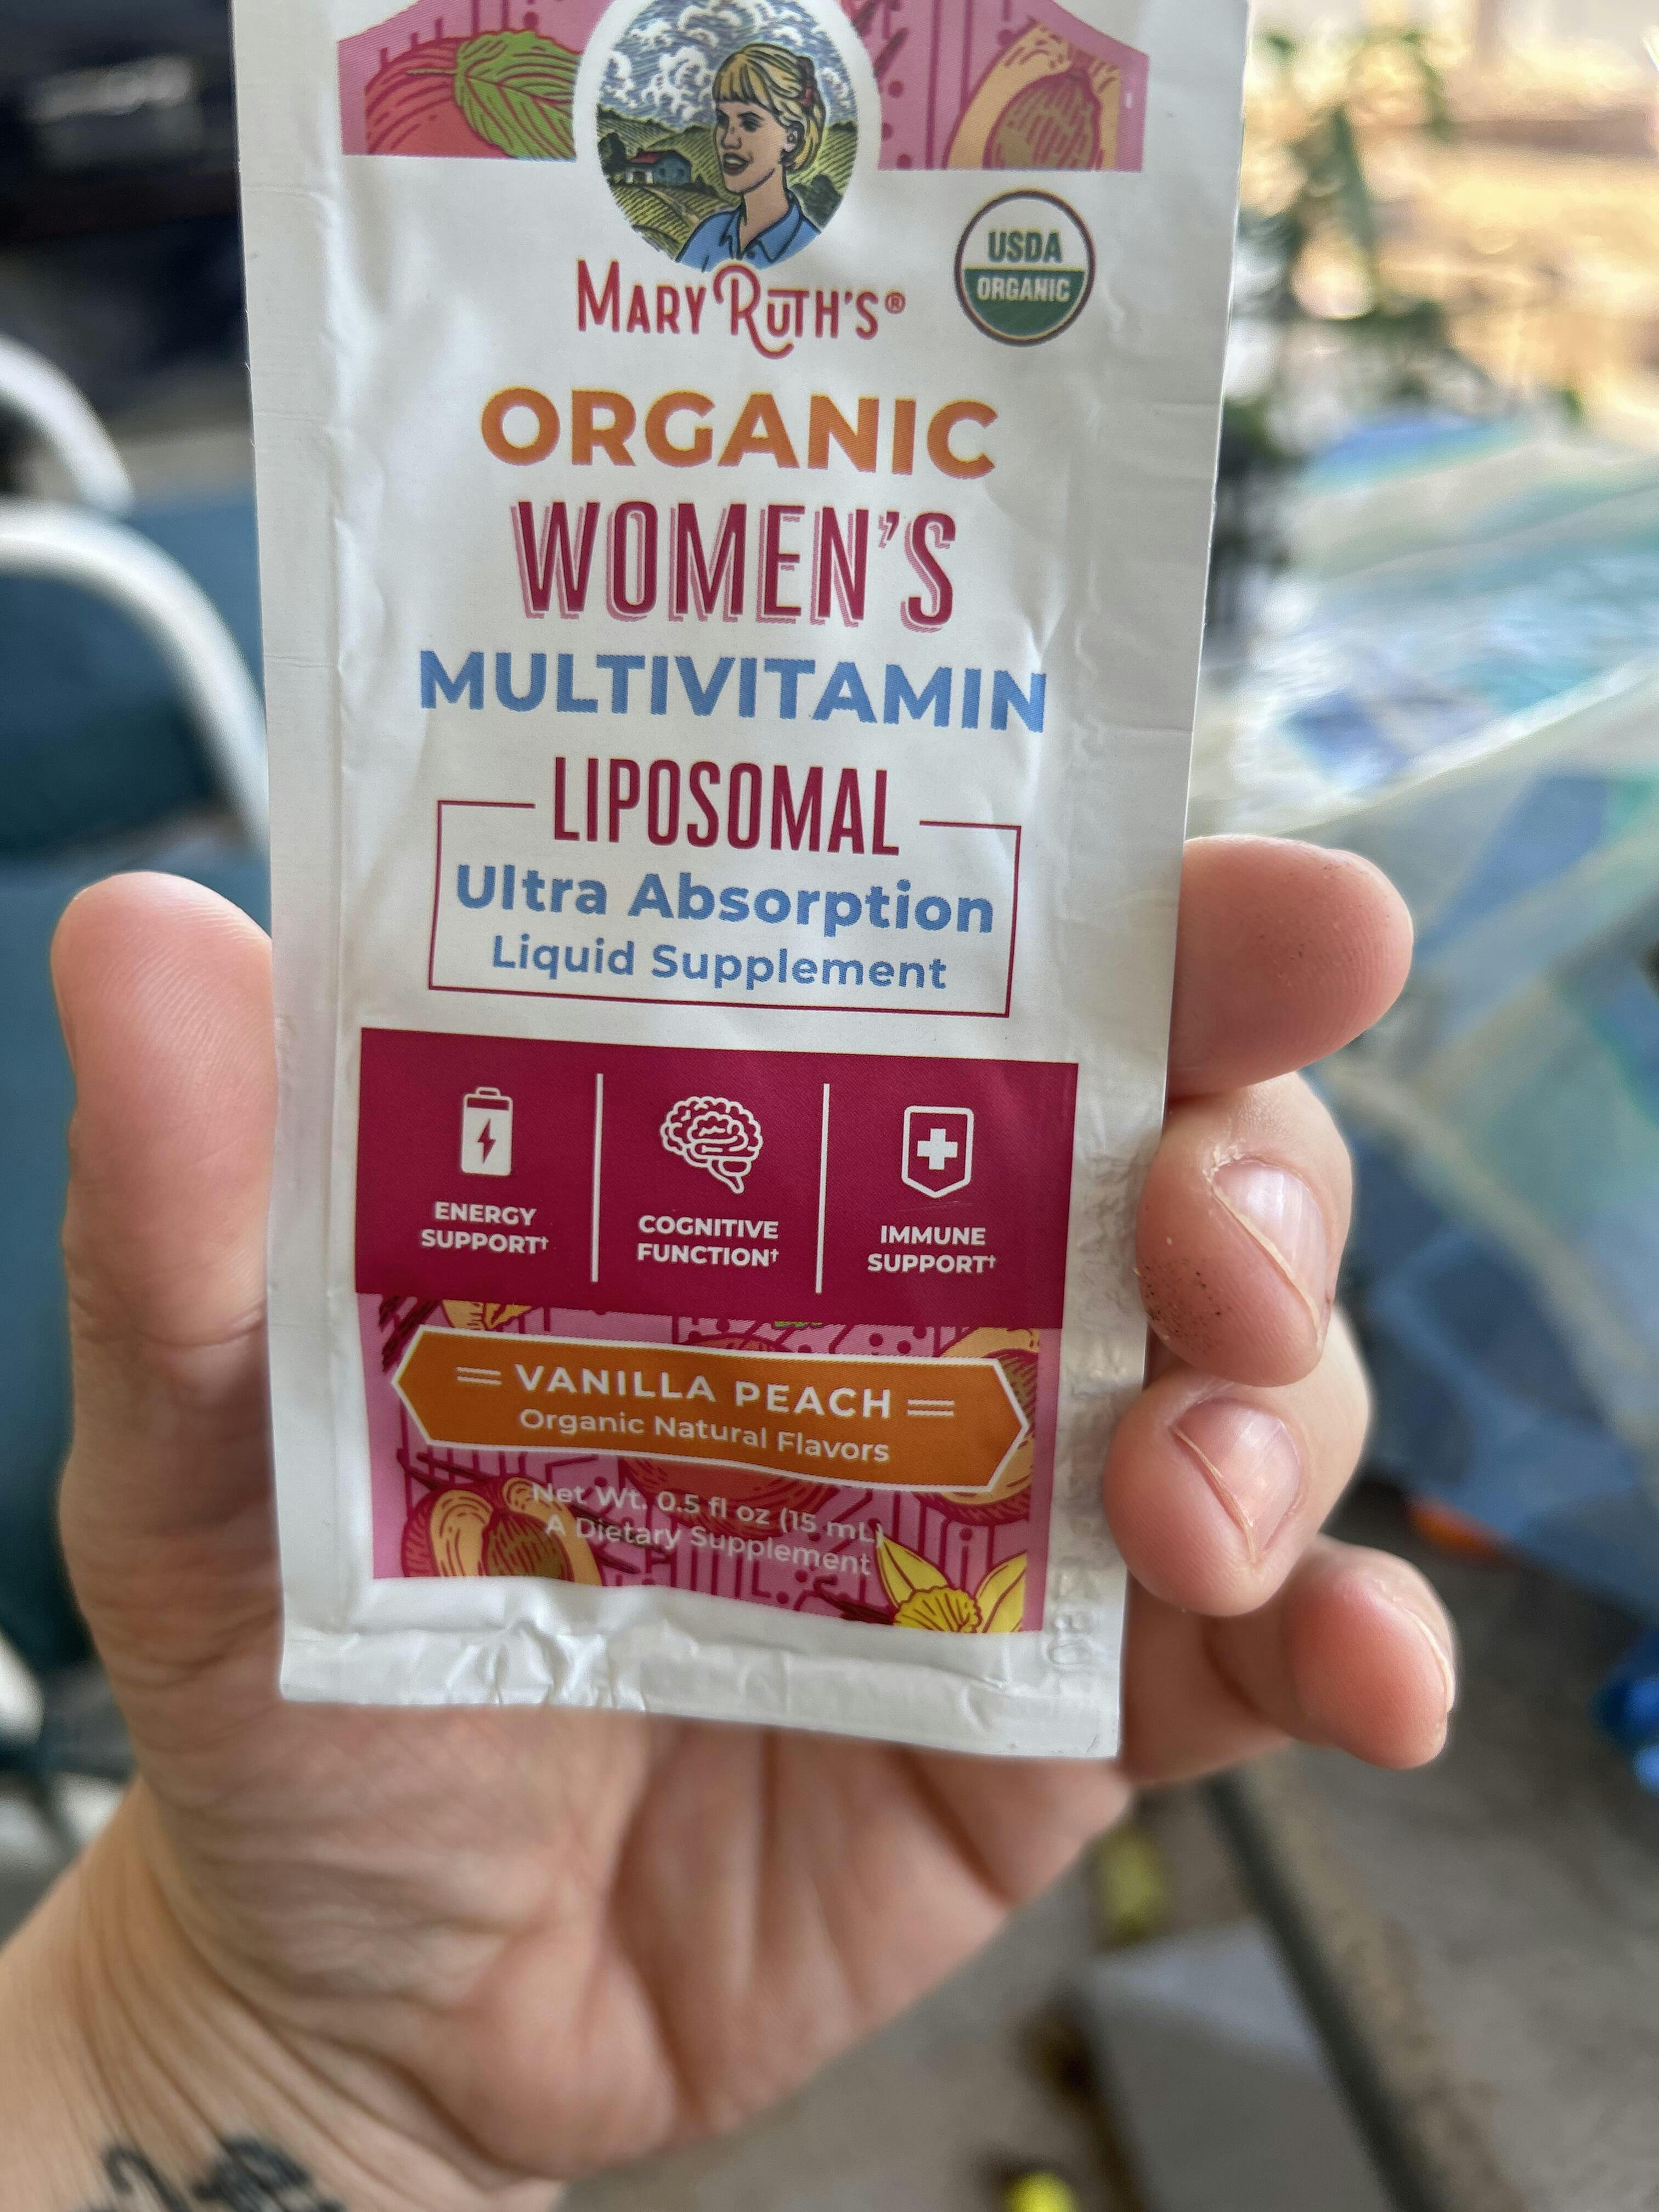 MARY RUTH'S®
USDA
ORGANIC
ORGANIC
WOMEN'S
MULTIVITAMIN
LIPOSOMAL
Ultra Absorption
Liquid Supplement
ENERGY
SUPPORT†
COGNITIVE
FUNCTION†
IMMUNE
SUPPORT†
VANILLA PEACH
Organic Natural Flavors
Net Wt. 0.5 fl oz (15 mL)
A Dietary Supplement